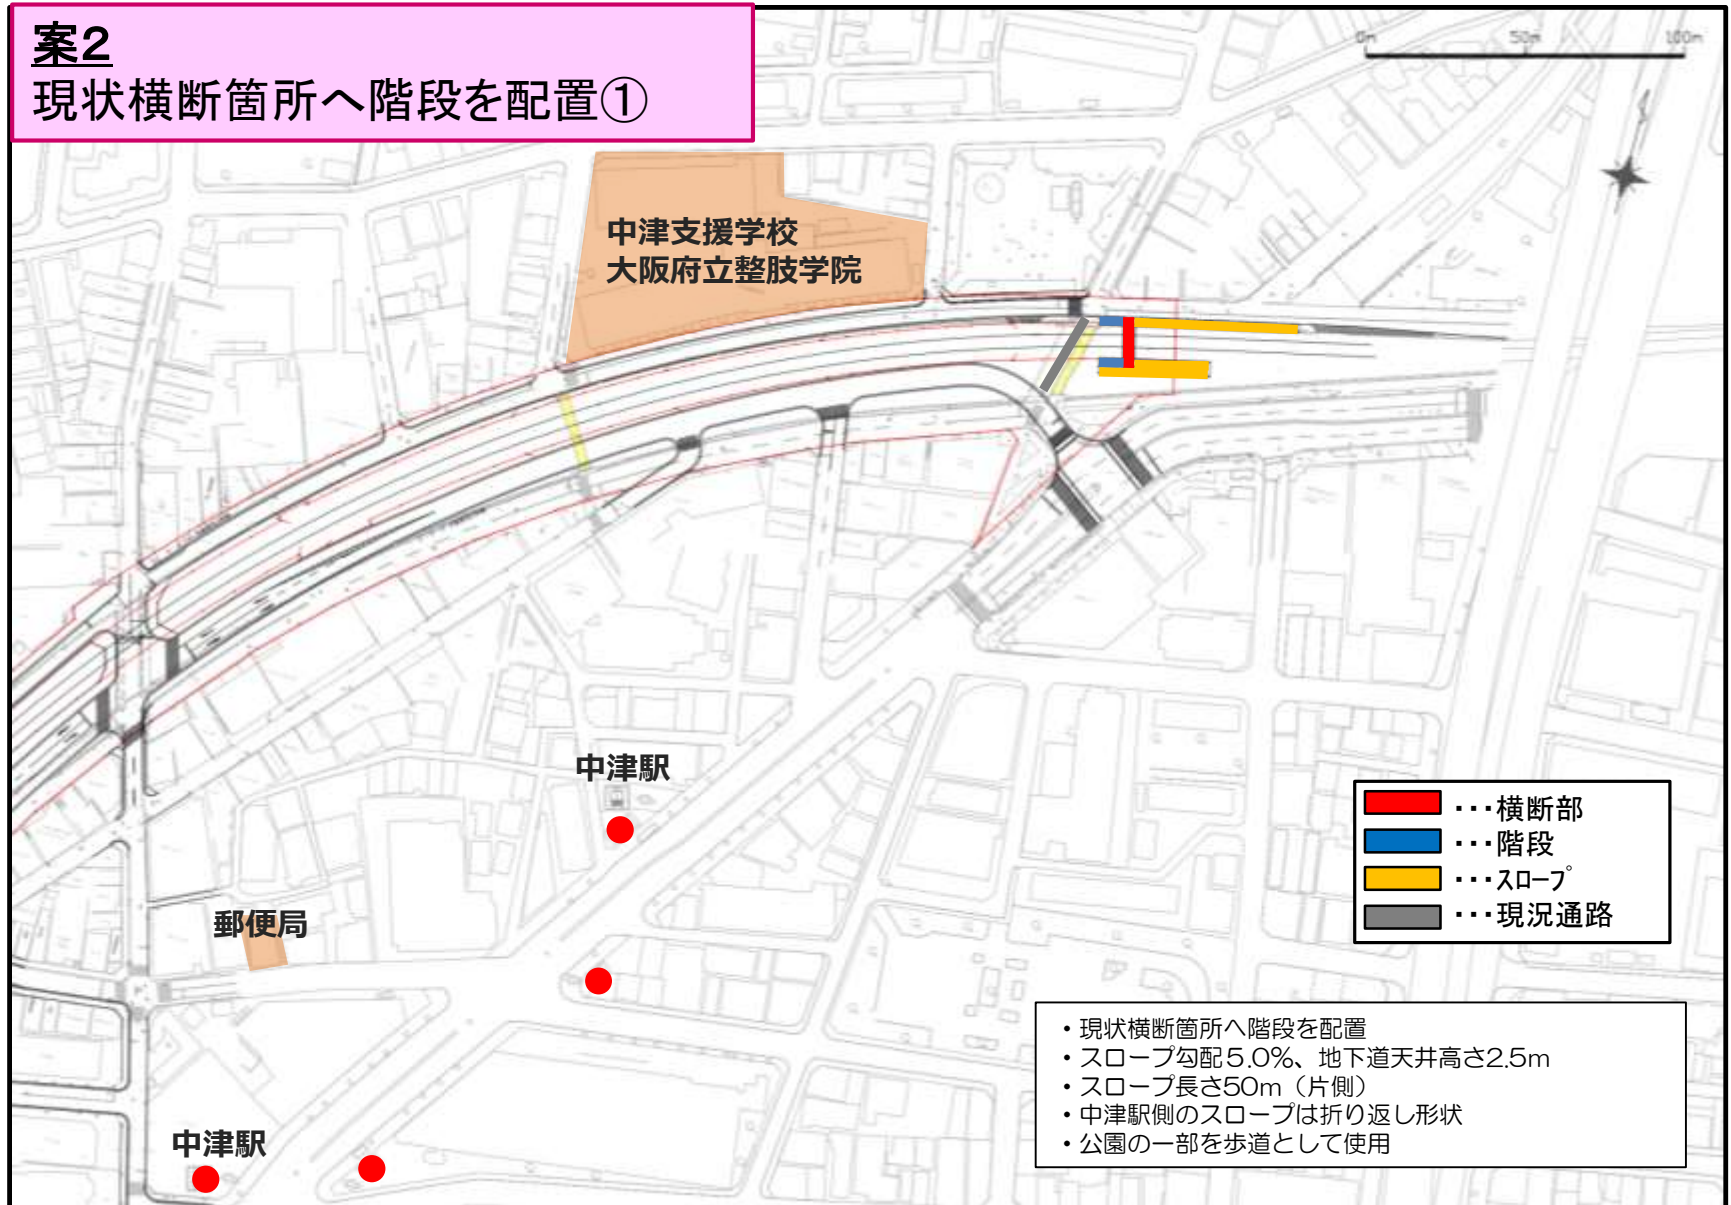 案2
現状横断箇所へ階段を配置①
0m 50m 100m
中津支援学校
大阪府立整肢学院
中津駅
・・・横断部
・・・階段
・・・スロープ
・・・現況通路
郵便局
・現状横断箇所へ階段を配置
・スロープ勾配5.0%、地下道天井高さ2.5m
・スロープ長さ50m（片側）
・中津駅側のスロープは折り返し形状
・公園の一部を歩道として使用
中津駅